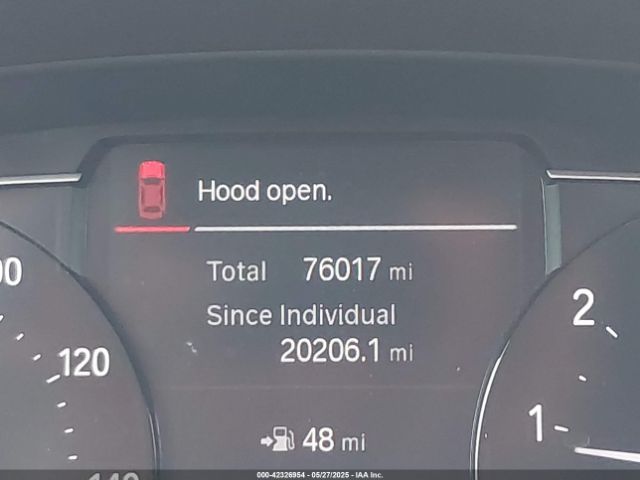 Hood open.
Total 76017 mi
Since Individual
20206.1 mi
48 mi
120
2
1
000-42326954 / 05/27/2025 - IAA Inc.